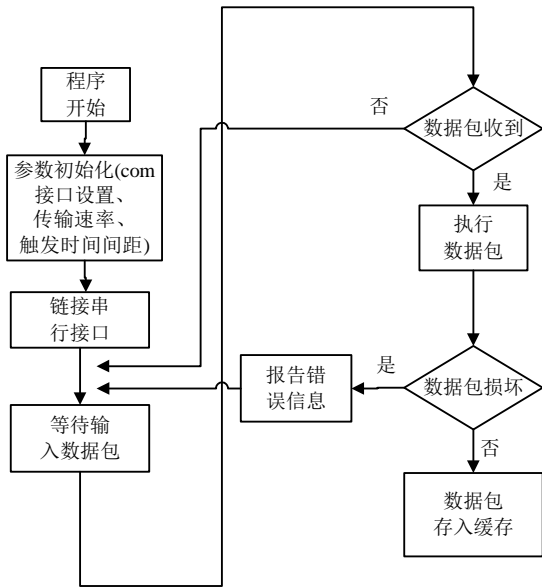 程序
开始
参数初始化(com
接口设置、
传输速率、
触发时间间距)
链接串
行接口
等待输
入数据包
否
数据包收到
是
执行
数据包
数据包损坏
是
报告错
误信息
否
数据包
存入缓存